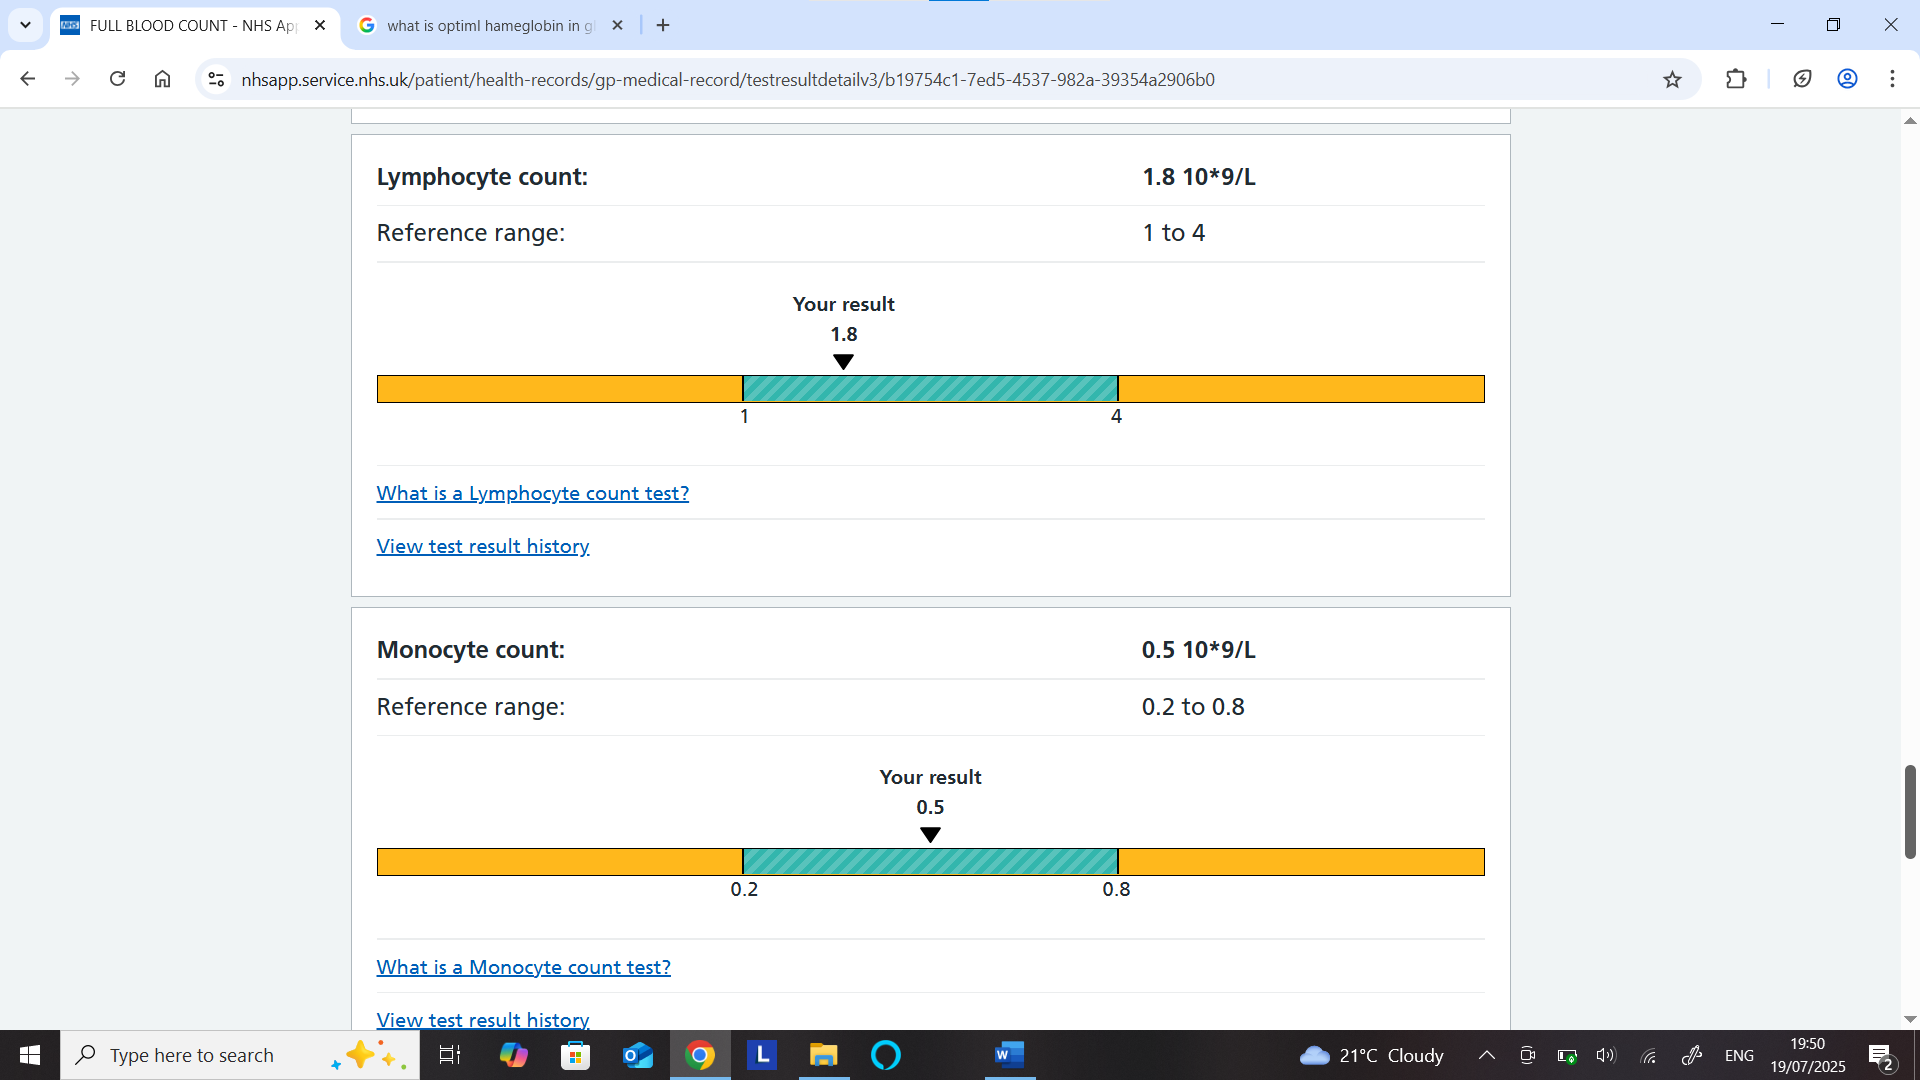 FULL BLOOD COUNT - NHS Ap
what is optiml hameglobin in g
nhsapp.service.nhs.uk/patient/health-records/gp-medical-record/testresultdetailv3/b19754c1-7ed5-4537-982a-39354a2906b0
Lymphocyte count: 1.8 10*9/L
Reference range: 1 to 4
Your result
1.8
1 4
What is a Lymphocyte count test?
View test result history
Monocyte count: 0.5 10*9/L
Reference range: 0.2 to 0.8
Your result
0.5
0.2 0.8
What is a Monocyte count test?
View test result history
Type here to search
L
W
21°C Cloudy
ENG
19:50
19/07/2025
2